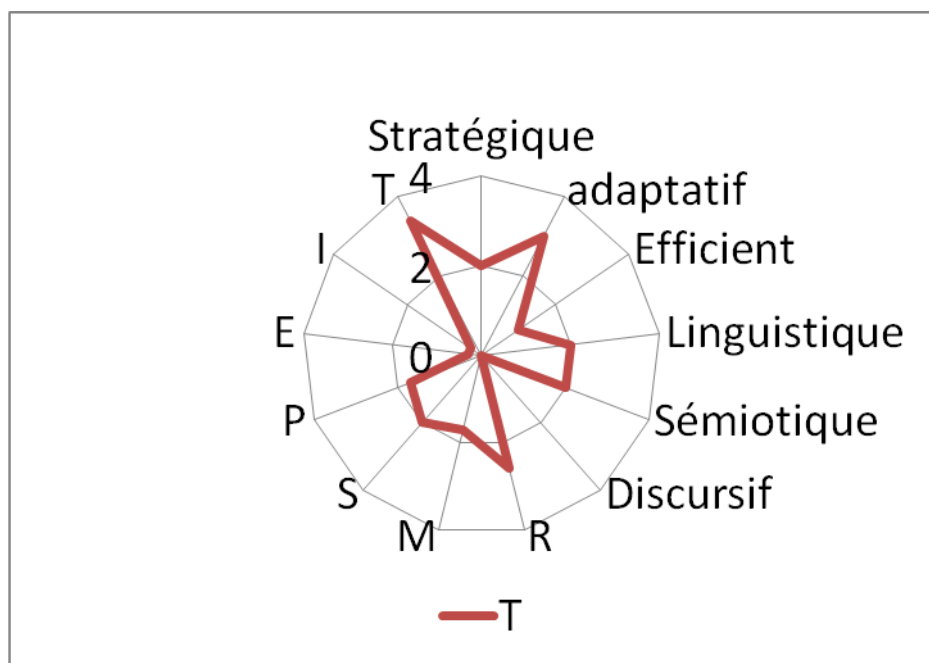 Stratégique
T
4
adaptatif
I
2
Efficient
E
0
Linguistique
P
Sémiotique
S
Discursif
M
R
T